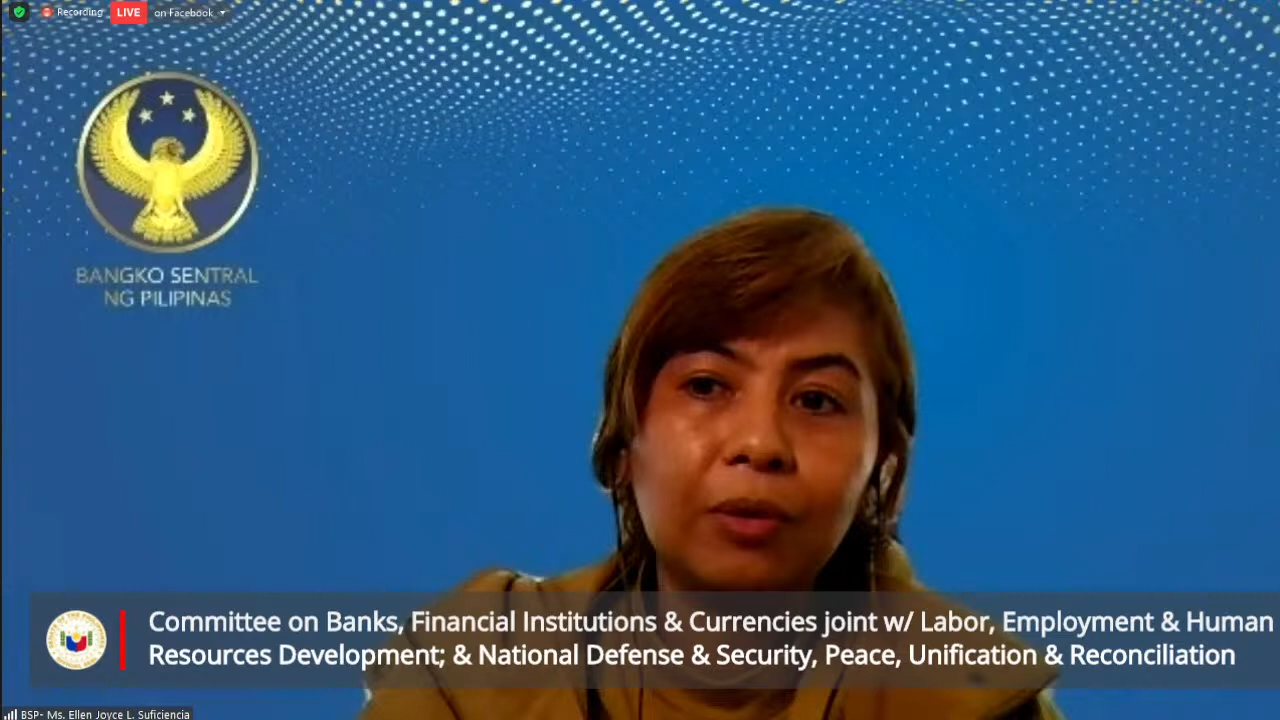 Recording LIVE on Facebook
BANGKO SENTRAL
NG PILIPINAS
Committee on Banks, Financial Institutions & Currencies joint w/ Labor, Employment & Human
Resources Development; & National Defense & Security, Peace, Unification & Reconciliation
BSP- Ms. Ellen Joyce L. Suficiencia